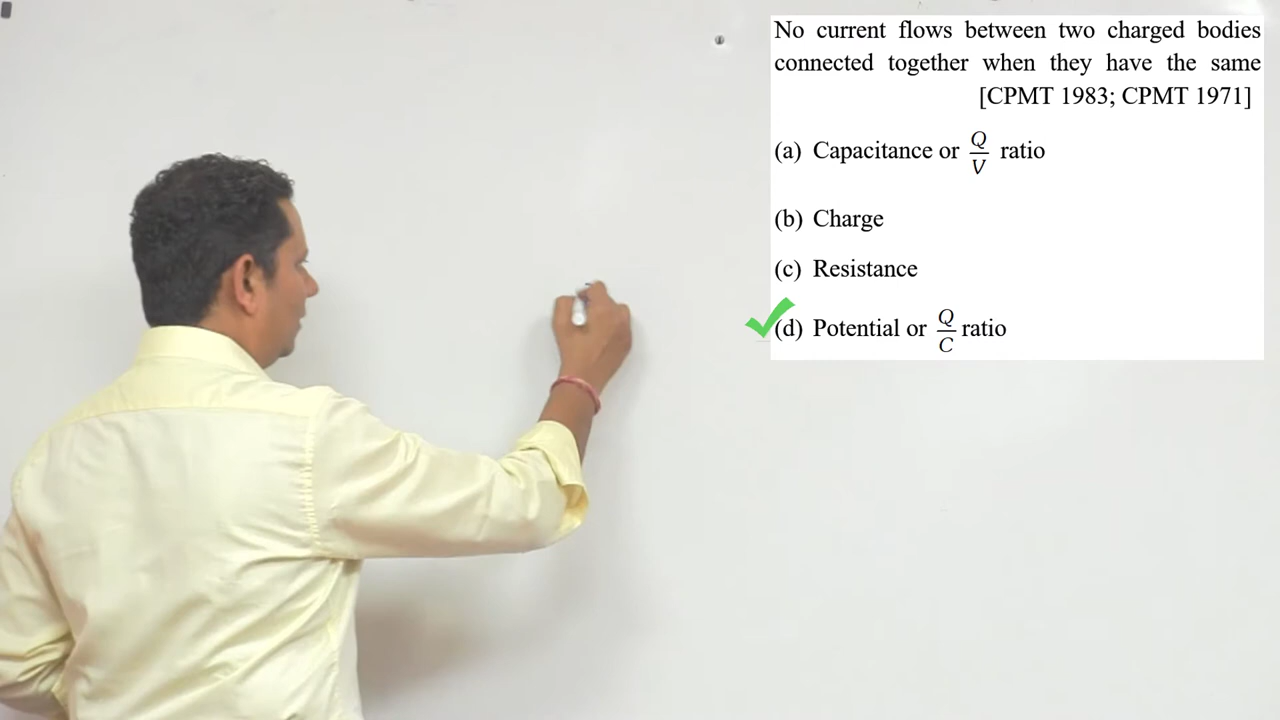 No current flows between two charged bodies
connected together when they have the same
[CPMT 1983; CPMT 1971]
(a) Capacitance or Q/V ratio
(b) Charge
(c) Resistance
(d) Potential or Q/C ratio